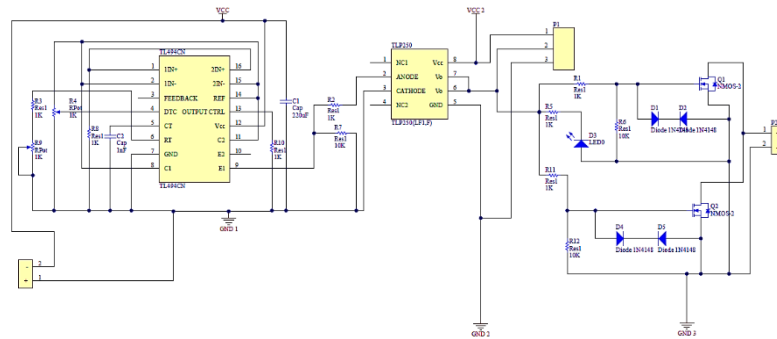 VCC
TL494CN
1 1IN+ 2IN+ 16
2 1IN- 2IN- 15
3 FEEDBACK REF 14
4 DTC OUTPUT CTRL 13
5 CT Vcc 12
6 RT C2 11
7 GND E2 10
8 C1 E1 9
TL494CN
R3
Res1
1K
R4
RPot
1K
R9
RPot
1K
R8
Res1
1K
C2
Cap
1nF
R10
Res1
1K
C1
Cap
220uF
R2
Res1
1K
R7
Res1
10K
GND 1
- 2
+ 1
TLP250
1 NC1 Vcc 8
2 ANODE Vo 7
3 CATHODE Vo 6
4 NC2 GND 5
TLP250(LF1,F)
VCC 2
P1
1
2
3
GND 2
R1
Res1
1K
R5
Res1
1K
D3
LED0
R6
Res1
10K
D1
Diode 1N4148
D2
Diode 1N4148
Q1
NMOS-2
R11
Res1
1K
R12
Res1
10K
D4
Diode 1N4148
D5
Diode 1N4148
Q2
NMOS-2
GND 3
1
2